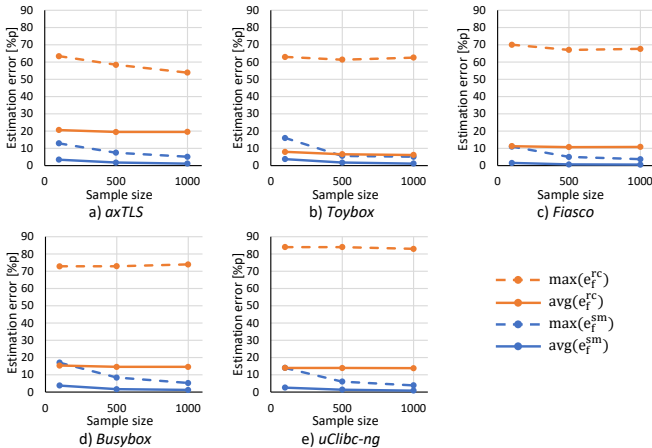 Estimation error [%p]
90
80
70
60
50
40
30
20
10
0
0 500 1000
Sample size
a) axTLS
Estimation error [%p]
90
80
70
60
50
40
30
20
10
0
0 500 1000
Sample size
b) Toybox
Estimation error [%p]
90
80
70
60
50
40
30
20
10
0
0 500 1000
Sample size
c) Fiasco
Estimation error [%p]
90
80
70
60
50
40
30
20
10
0
0 500 1000
Sample size
d) Busybox
Estimation error [%p]
90
80
70
60
50
40
30
20
10
0
0 500 1000
Sample size
e) uClibc-ng
max(e_f^rc)
avg(e_f^rc)
max(e_f^sm)
avg(e_f^sm)